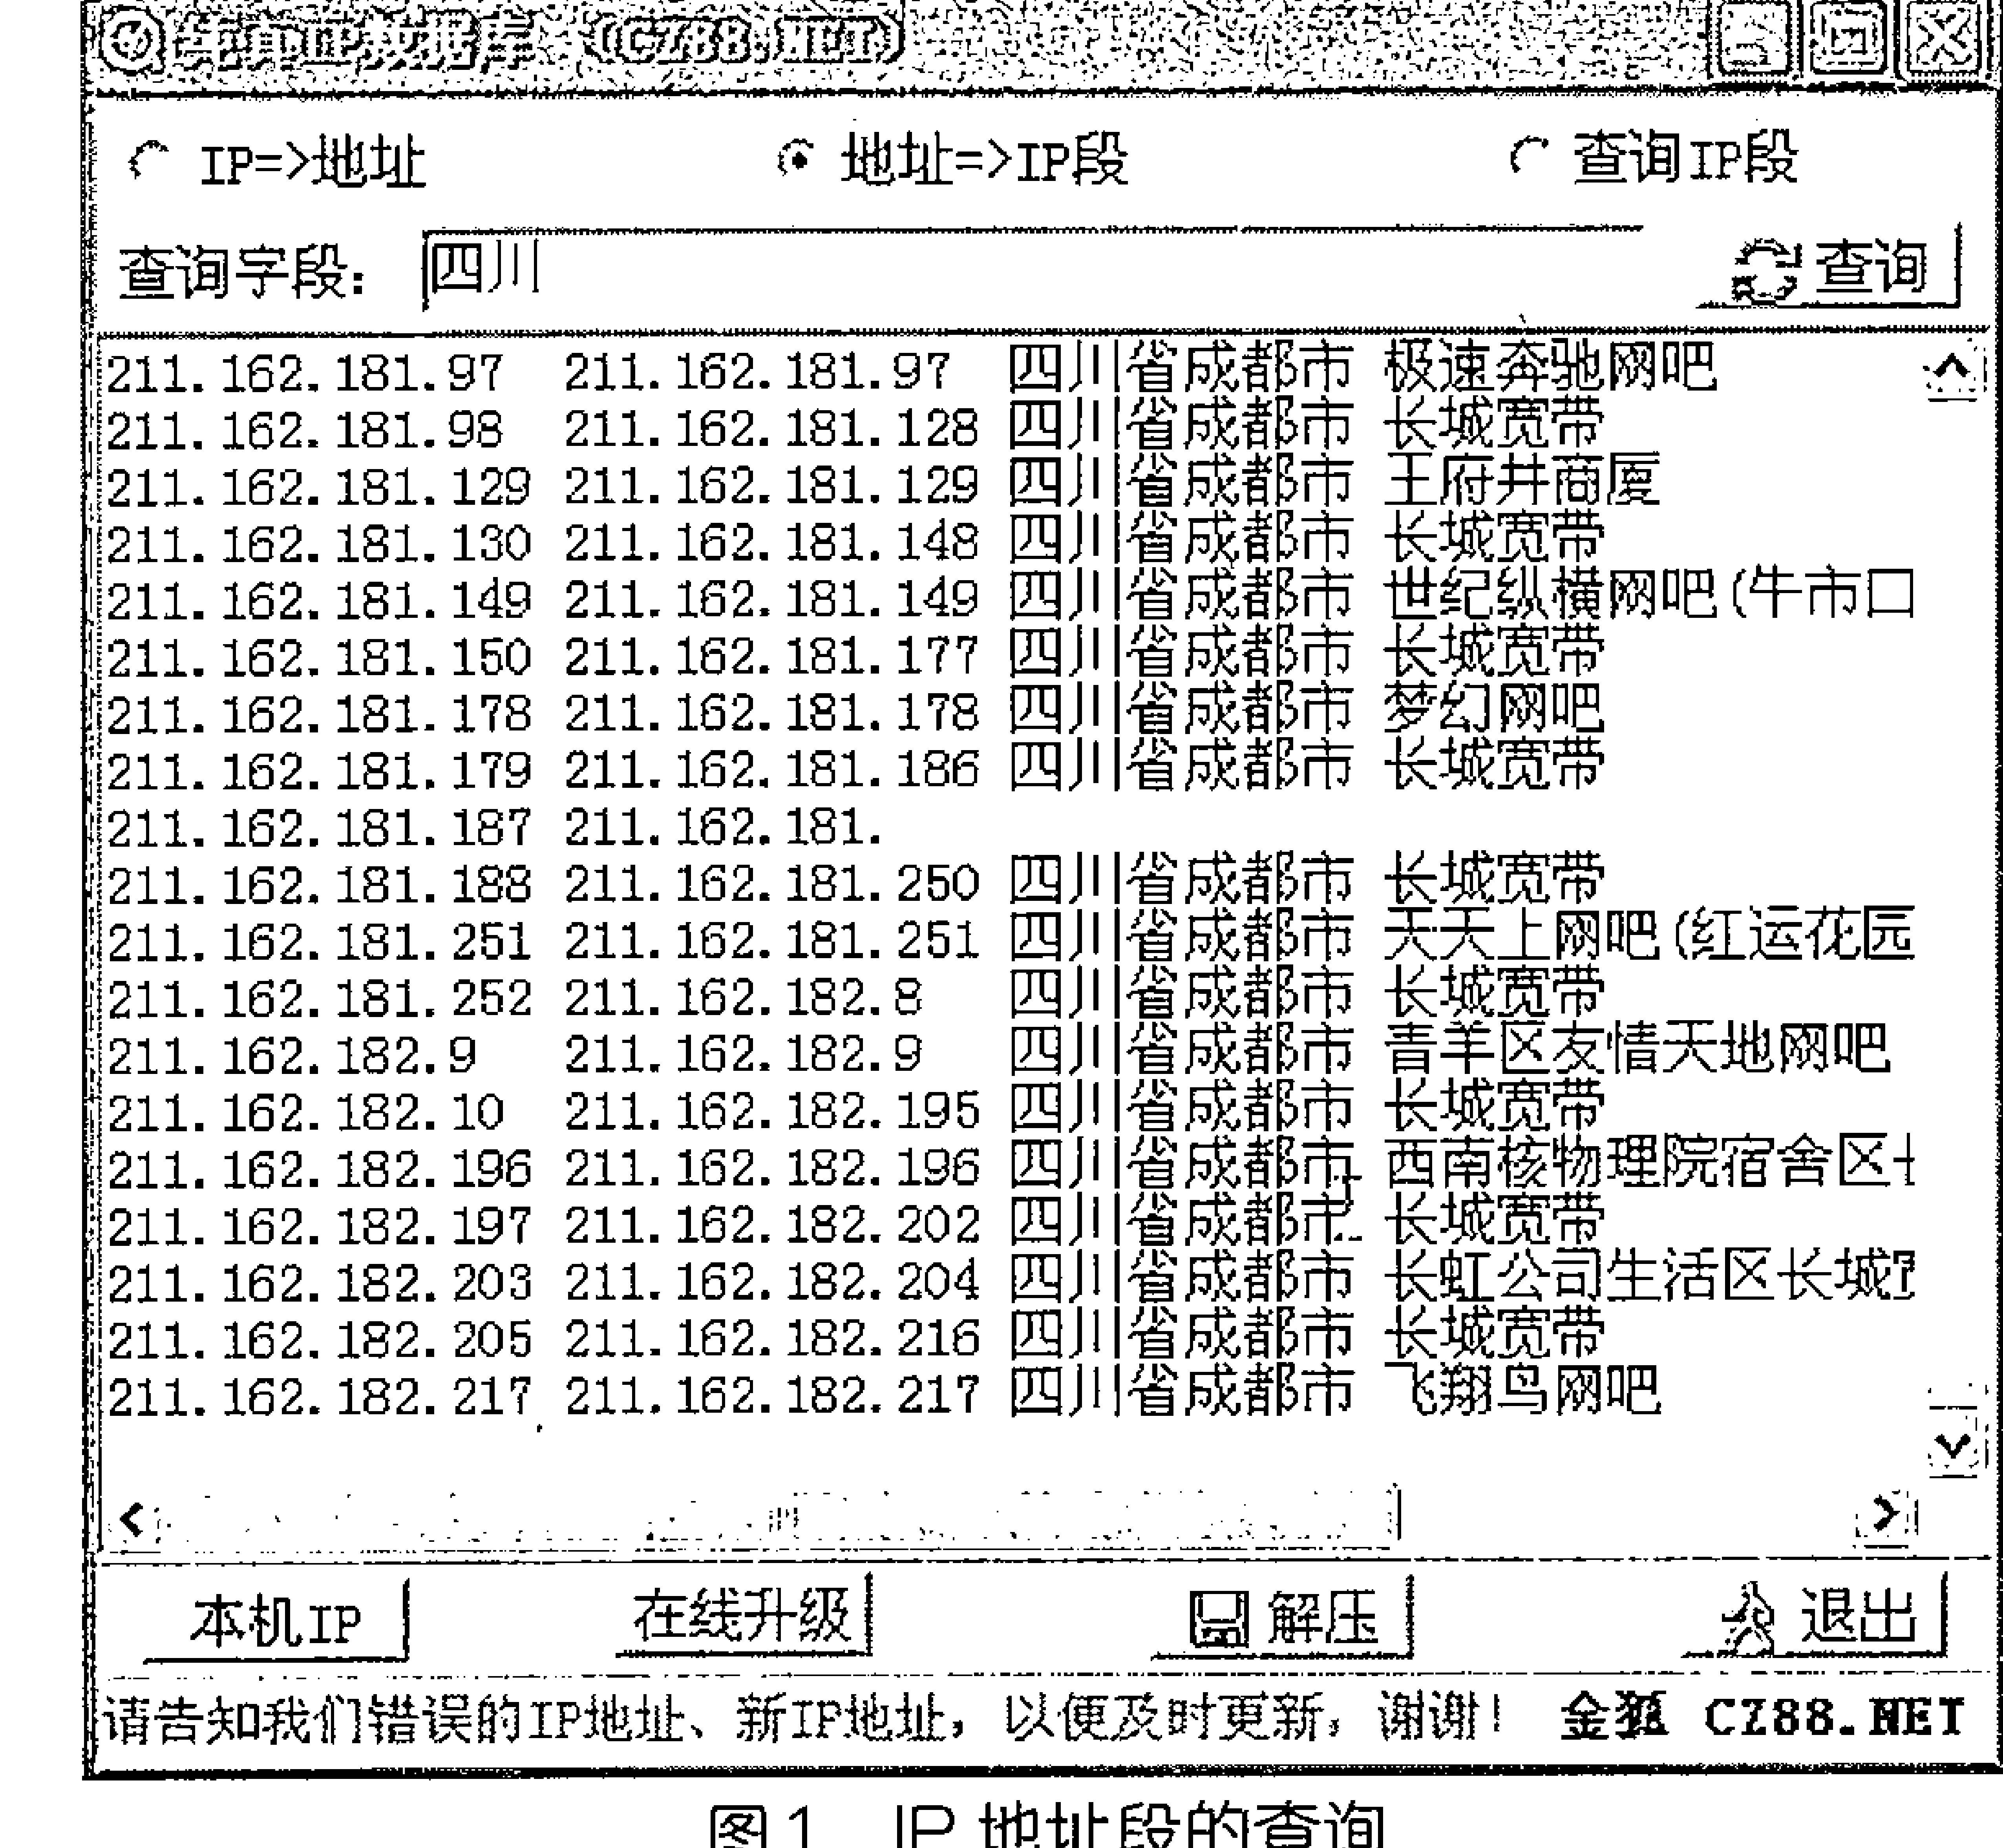 纯真IP数据库 (CZ88.NET)
IP=>地址 地址=>IP段 查询IP段
查询字段: 四川 查询
211.162.181.97 211.162.181.97 四川省成都市 极速奔驰网吧
211.162.181.98 211.162.181.128 四川省成都市 长城宽带
211.162.181.129 211.162.181.129 四川省成都市 王府井商厦
211.162.181.130 211.162.181.148 四川省成都市 长城宽带
211.162.181.149 211.162.181.149 四川省成都市 世纪纵横网吧(牛市口
211.162.181.150 211.162.181.177 四川省成都市 长城宽带
211.162.181.178 211.162.181.178 四川省成都市 梦幻网吧
211.162.181.179 211.162.181.186 四川省成都市 长城宽带
211.162.181.187 211.162.181.
211.162.181.188 211.162.181.250 四川省成都市 长城宽带
211.162.181.251 211.162.181.251 四川省成都市 天天上网吧(红运花园
211.162.181.252 211.162.182.8 四川省成都市 长城宽带
211.162.182.9 211.162.182.9 四川省成都市 青羊区友情天地网吧
211.162.182.10 211.162.182.195 四川省成都市 长城宽带
211.162.182.196 211.162.182.196 四川省成都市 西南核物理院宿舍区
211.162.182.197 211.162.182.202 四川省成都市 长城宽带
211.162.182.203 211.162.182.204 四川省成都市 长虹公司生活区长城
211.162.182.205 211.162.182.216 四川省成都市 长城宽带
211.162.182.217 211.162.182.217 四川省成都市 飞翔鸟网吧
本机IP 在线升级 解压 退出
请告知我们错误的IP地址、新IP地址，以便及时更新，谢谢! 金狐 CZ88.NET
图1 IP 地址段的查询